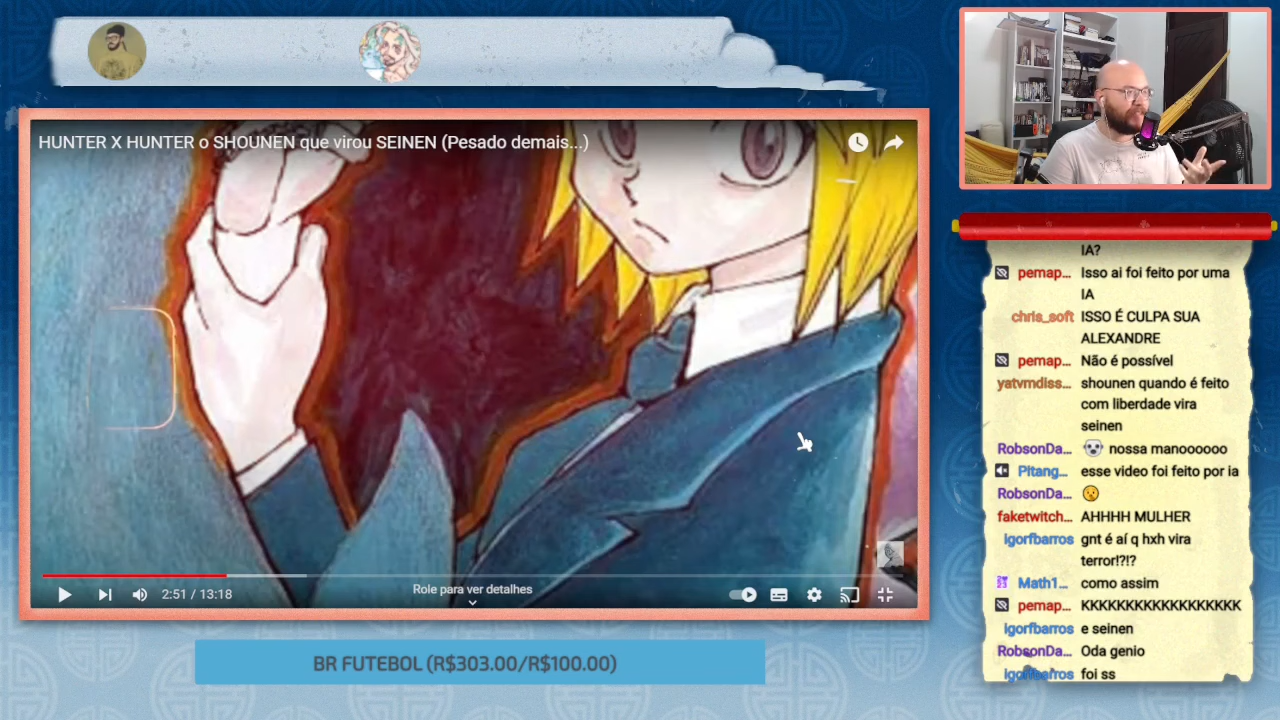 HUNTER X HUNTER o SHOUNEN que virou SEINEN (Pesado demais...)
2:51 / 13:18
Role para ver detalhes
BR FUTEBOL (R$303.00/R$100.00)
IA?
pemap... Isso ai foi feito por uma
IA
chris_soft ISSO É CULPA SUA
ALEXANDRE
pemap... Não é possível
yatvmdiss... shounen quando é feito
com liberdade vira
seinen
RobsonDa... nossa manoooooo
Pitang... esse video foi feito por ia
RobsonDa...
faketwitch... AHHHH MULHER
igorfbarros gnt é aí q hxh vira
terror!?!?
Math1... como assim
pemap... KKKKKKKKKKKKKKKKKK
igorfbarros e seinen
RobsonDa... Oda genio
igorfbarros foi ss